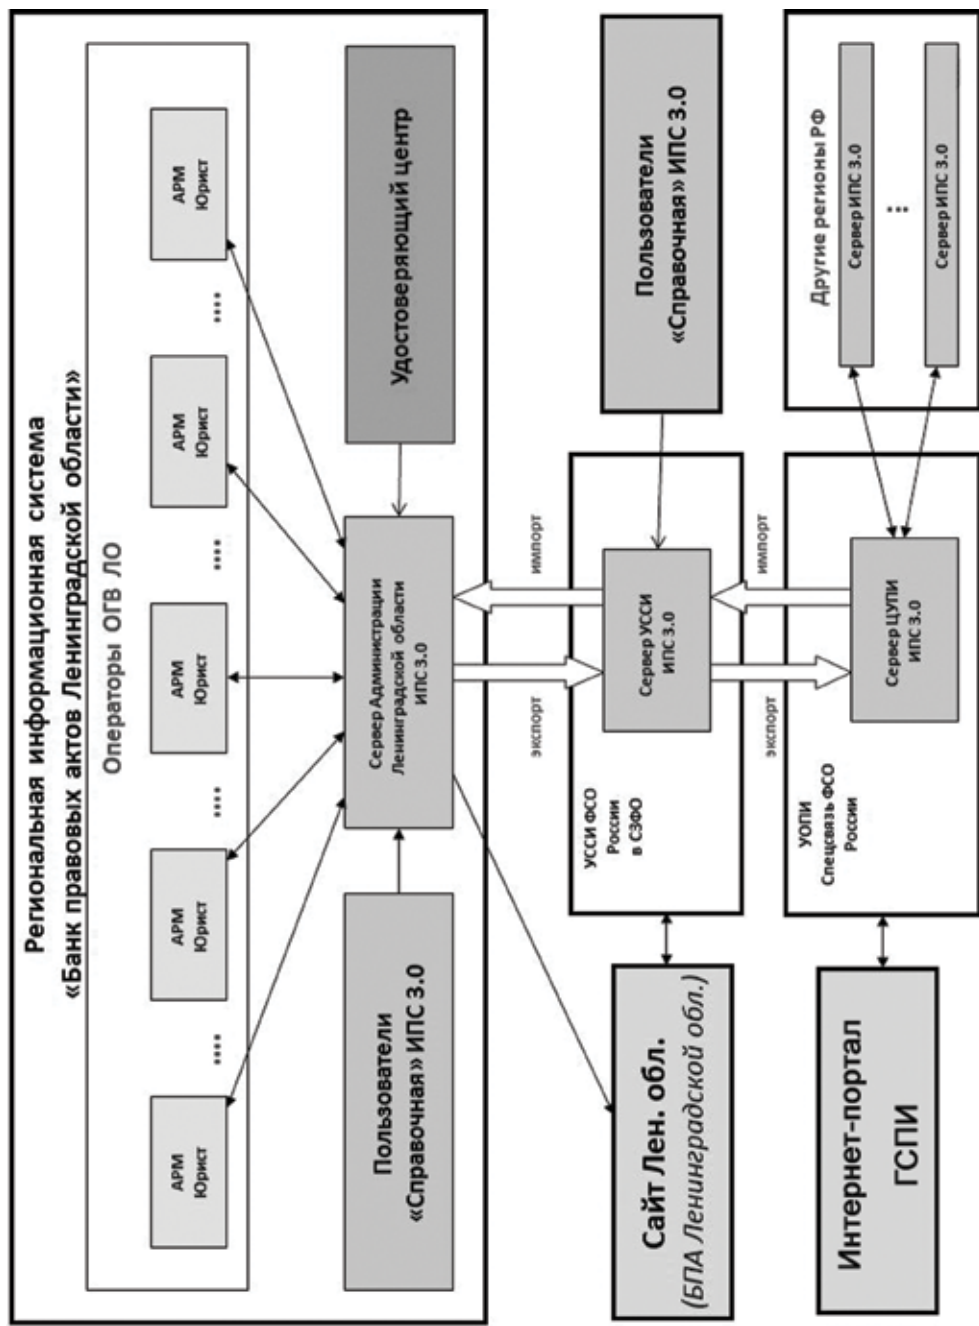 Региональная информационная система
«Банк правовых актов Ленинградской области»
Операторы ОГВ ЛО
АРМ
Юрист
....
АРМ
Юрист
....
АРМ
Юрист
....
АРМ
Юрист
....
АРМ
Юрист
Пользователи
«Справочная» ИПС 3.0
Сервер Администрации
Ленинградской области
ИПС 3.0
Удостоверяющий центр
экспорт
импорт
Сайт Лен. обл.
(БПА Ленинградской обл.)
УССИ ФСО
России
в СЗФО
Сервер УССИ
ИПС 3.0
Пользователи
«Справочная» ИПС 3.0
экспорт
импорт
Интернет-портал
ГСПИ
УОПИ
Спецсвязь ФСО
России
Сервер ЦУПИ
ИПС 3.0
Другие регионы РФ
Сервер ИПС 3.0
...
Сервер ИПС 3.0